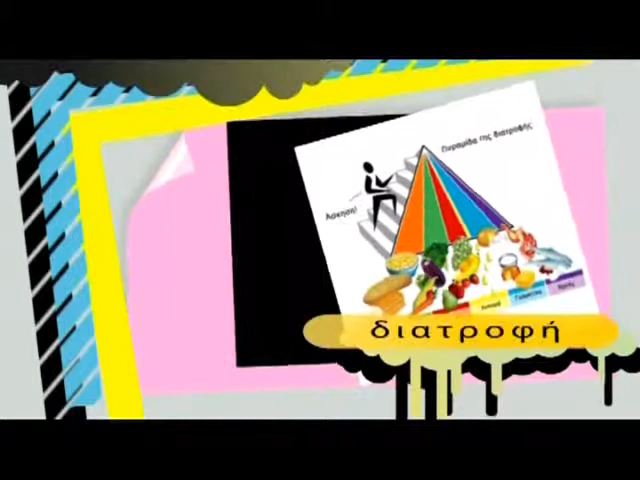 Πυραμίδα της διατροφής
Άσκηση!
διατροφή